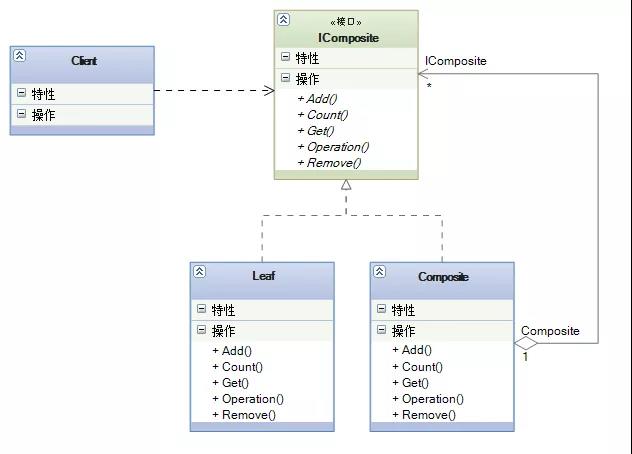 «接口»
IComposite
特性
操作
+ Add()
+ Count()
+ Get()
+ Operation()
+ Remove()
Client
特性
操作
IComposite
*
Leaf
特性
操作
+ Add()
+ Count()
+ Get()
+ Operation()
+ Remove()
Composite
特性
操作
+ Add()
+ Count()
+ Get()
+ Operation()
+ Remove()
Composite
1